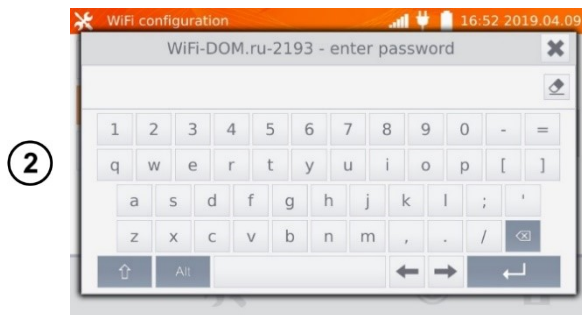 WiFi configuration 16:52 2019.04.09
WiFi-DOM.ru-2193 - enter password
2
1 2 3 4 5 6 7 8 9 0 - =
q w e r t y u i o p [ ]
a s d f g h j k l ; '
z x c v b n m , . /
Alt